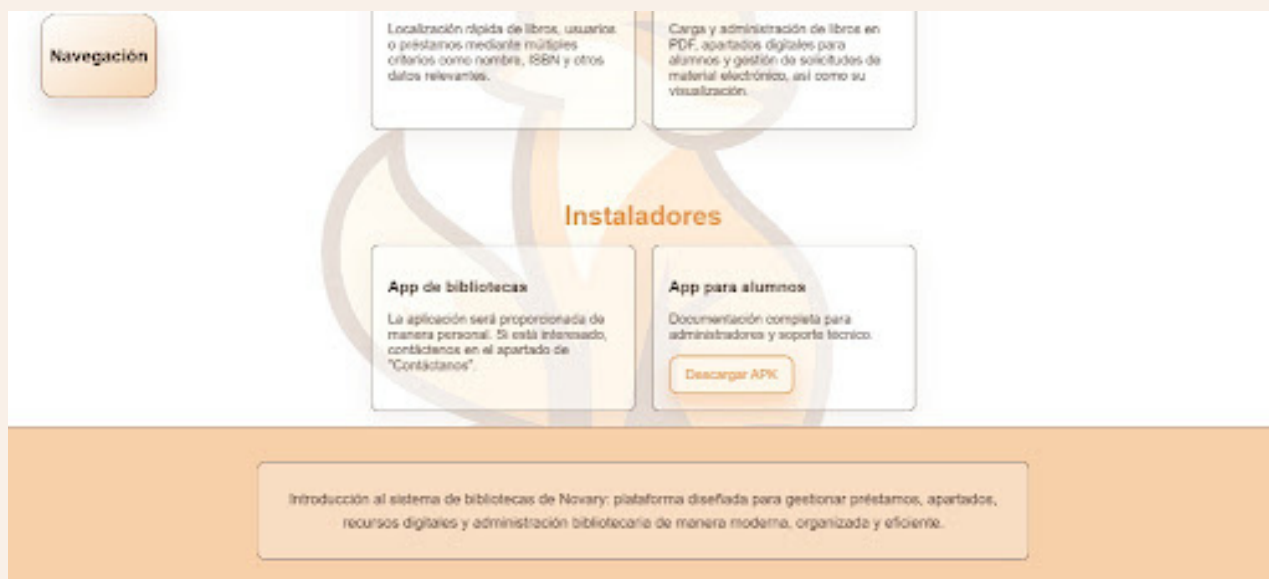 Navegación
Localización rápida de libros, usuarios
o préstamos mediante múltiples
criterios como nombre, ISBN y otros
datos relevantes.
Carga y administración de libros en
PDF, apartados digitales para
alumnos y gestión de solicitudes de
material electrónico, así como su
visualización.
Instaladores
App de bibliotecas
La aplicación será proporcionada de
manera personal. Si está interesado,
contáctenos en el apartado de
"Contáctanos".
App para alumnos
Documentación completa para
administradores y soporte técnico.
Descargar APK
Introducción al sistema de bibliotecas de Novary: plataforma diseñada para gestionar préstamos, apartados,
recursos digitales y administración bibliotecaria de manera moderna, organizada y eficiente.